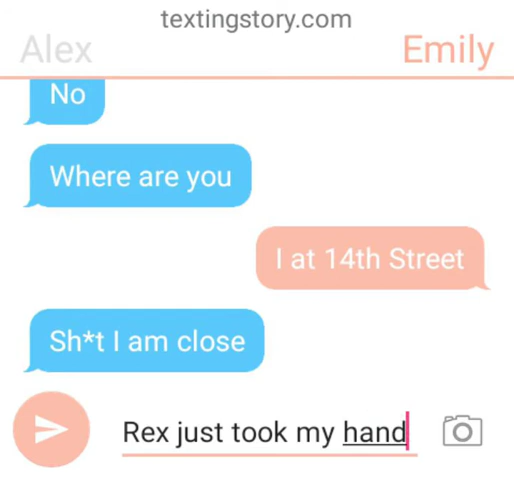 textingstory.com
Alex Emily
No
Where are you
I at 14th Street
Sh*t I am close
Rex just took my hand